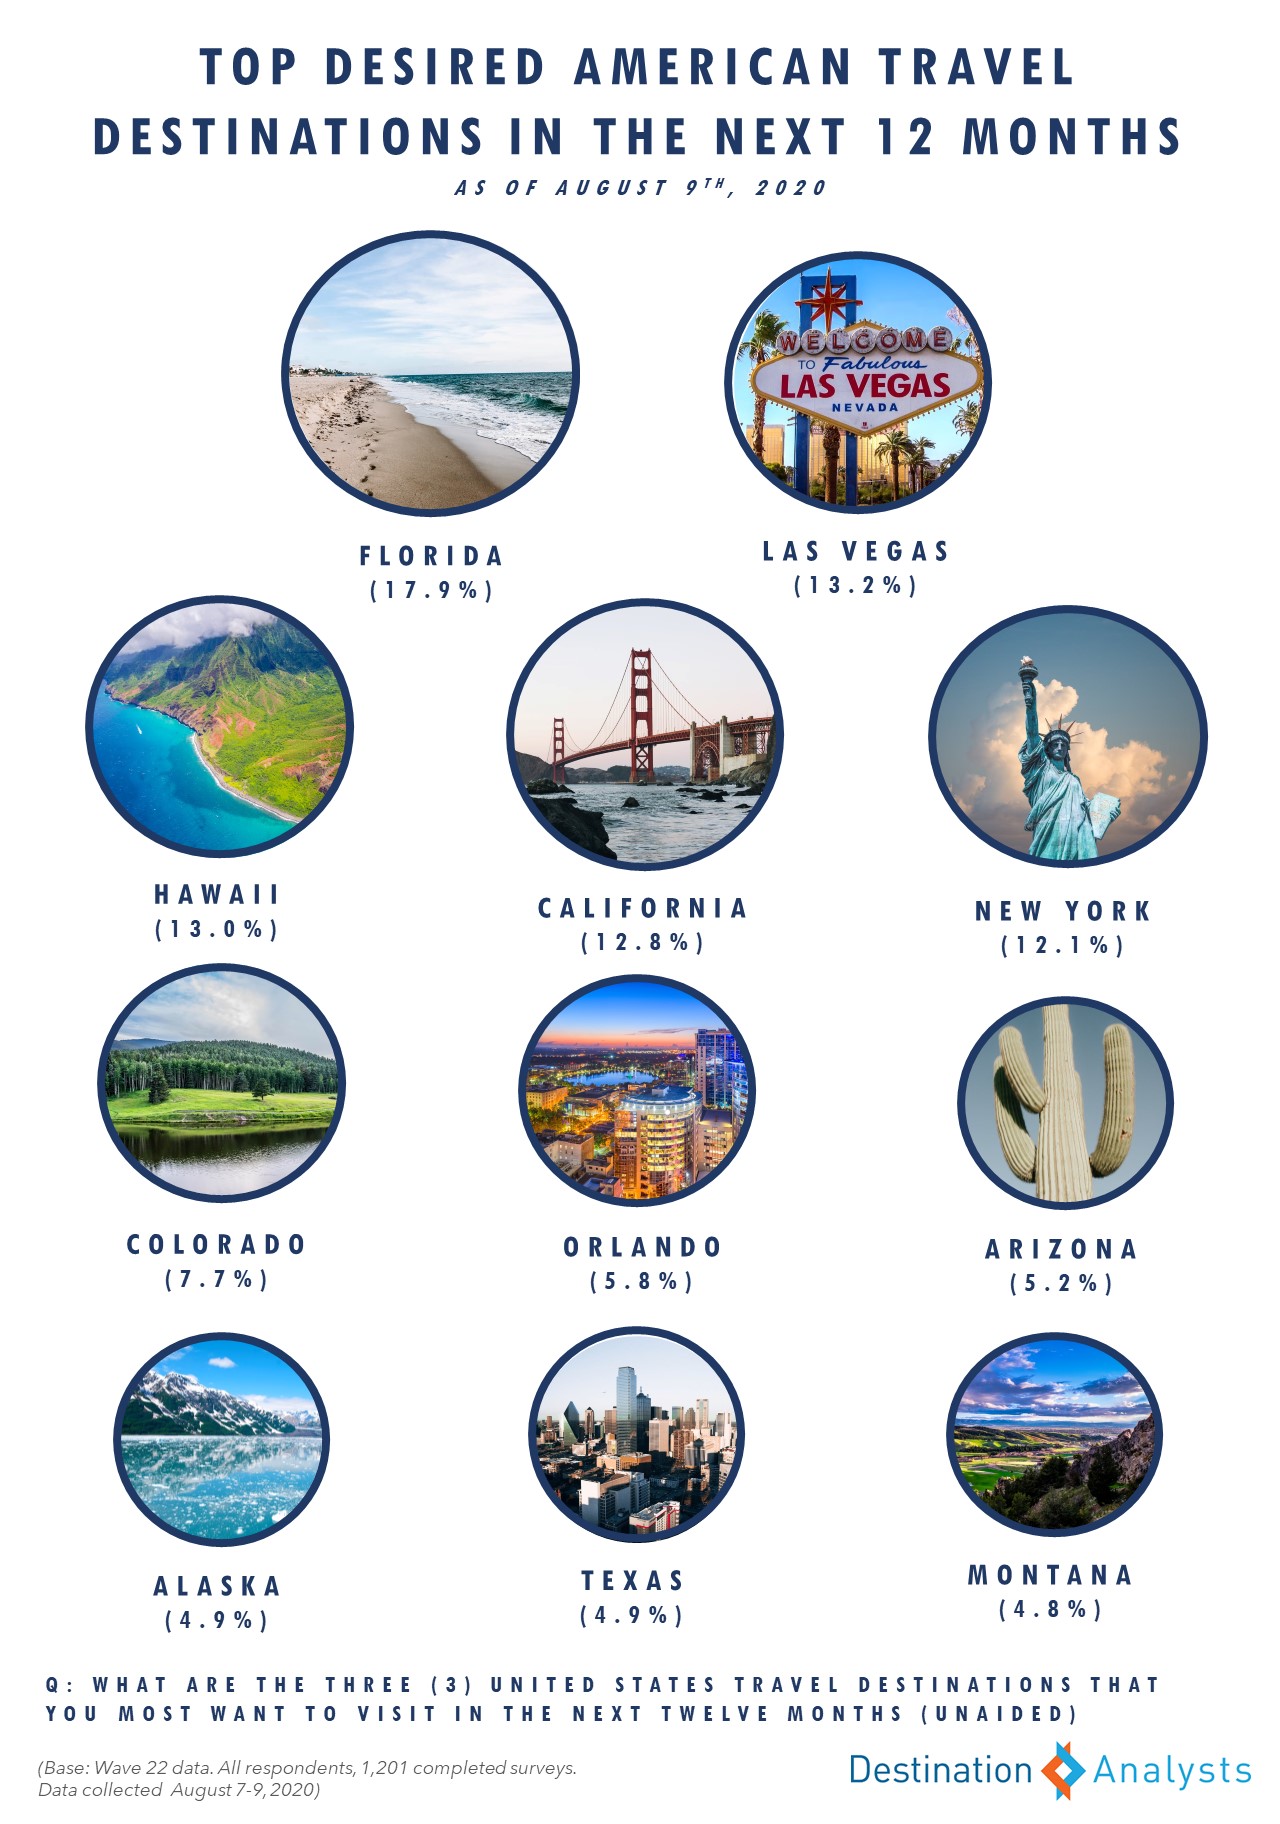 TOP DESIRED AMERICAN TRAVEL
DESTINATIONS IN THE NEXT 12 MONTHS
AS OF AUGUST 9TH, 2020
WELCOME
TO Fabulous
LAS VEGAS
NEVADA
FLORIDA
(17.9%)
LAS VEGAS
(13.2%)
HAWAII
(13.0%)
CALIFORNIA
(12.8%)
NEW YORK
(12.1%)
COLORADO
(7.7%)
ORLANDO
(5.8%)
ARIZONA
(5.2%)
ALASKA
(4.9%)
TEXAS
(4.9%)
MONTANA
(4.8%)
Q: WHAT ARE THE THREE (3) UNITED STATES TRAVEL DESTINATIONS THAT
YOU MOST WANT TO VISIT IN THE NEXT TWELVE MONTHS (UNAIDED)
(Base: Wave 22 data. All respondents, 1,201 completed surveys.
Data collected August 7-9, 2020)
Destination Analysts